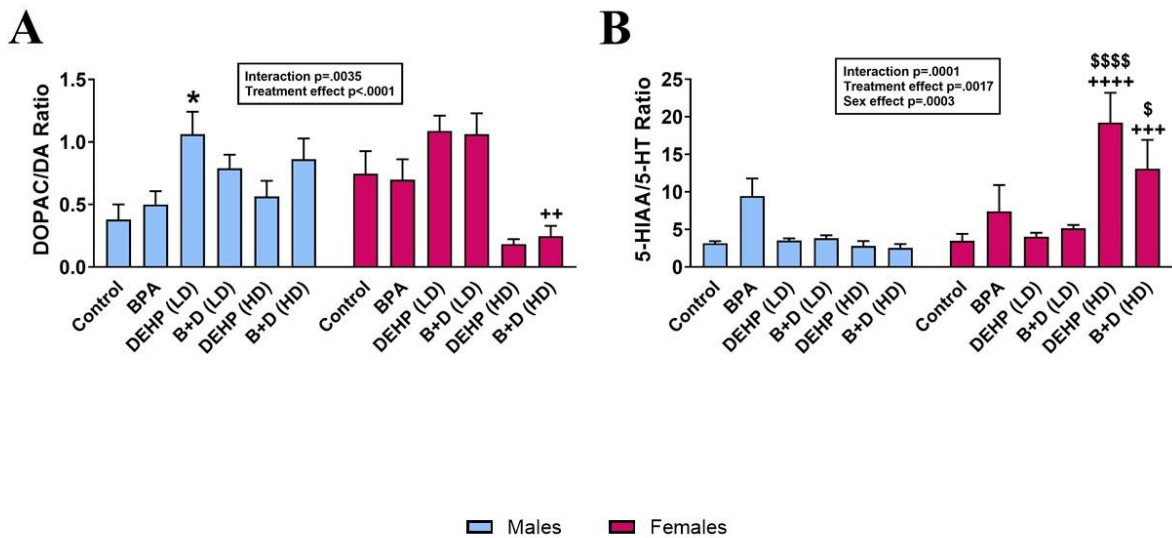 A
Interaction p=.0035
Treatment effect p<.0001
DOPAC/DA Ratio
1.5
1.0
0.5
0.0
*
++
Control
BPA
DEHP (LD)
B+D (LD)
DEHP (HD)
B+D (HD)
Control
BPA
DEHP (LD)
B+D (LD)
DEHP (HD)
B+D (HD)
B
Interaction p=.0001
Treatment effect p=.0017
Sex effect p=.0003
5-HIAA/5-HT Ratio
25
20
15
10
5
0
$$$$
++++
$
+++
Control
BPA
DEHP (LD)
B+D (LD)
DEHP (HD)
B+D (HD)
Control
BPA
DEHP (LD)
B+D (LD)
DEHP (HD)
B+D (HD)
Males
Females